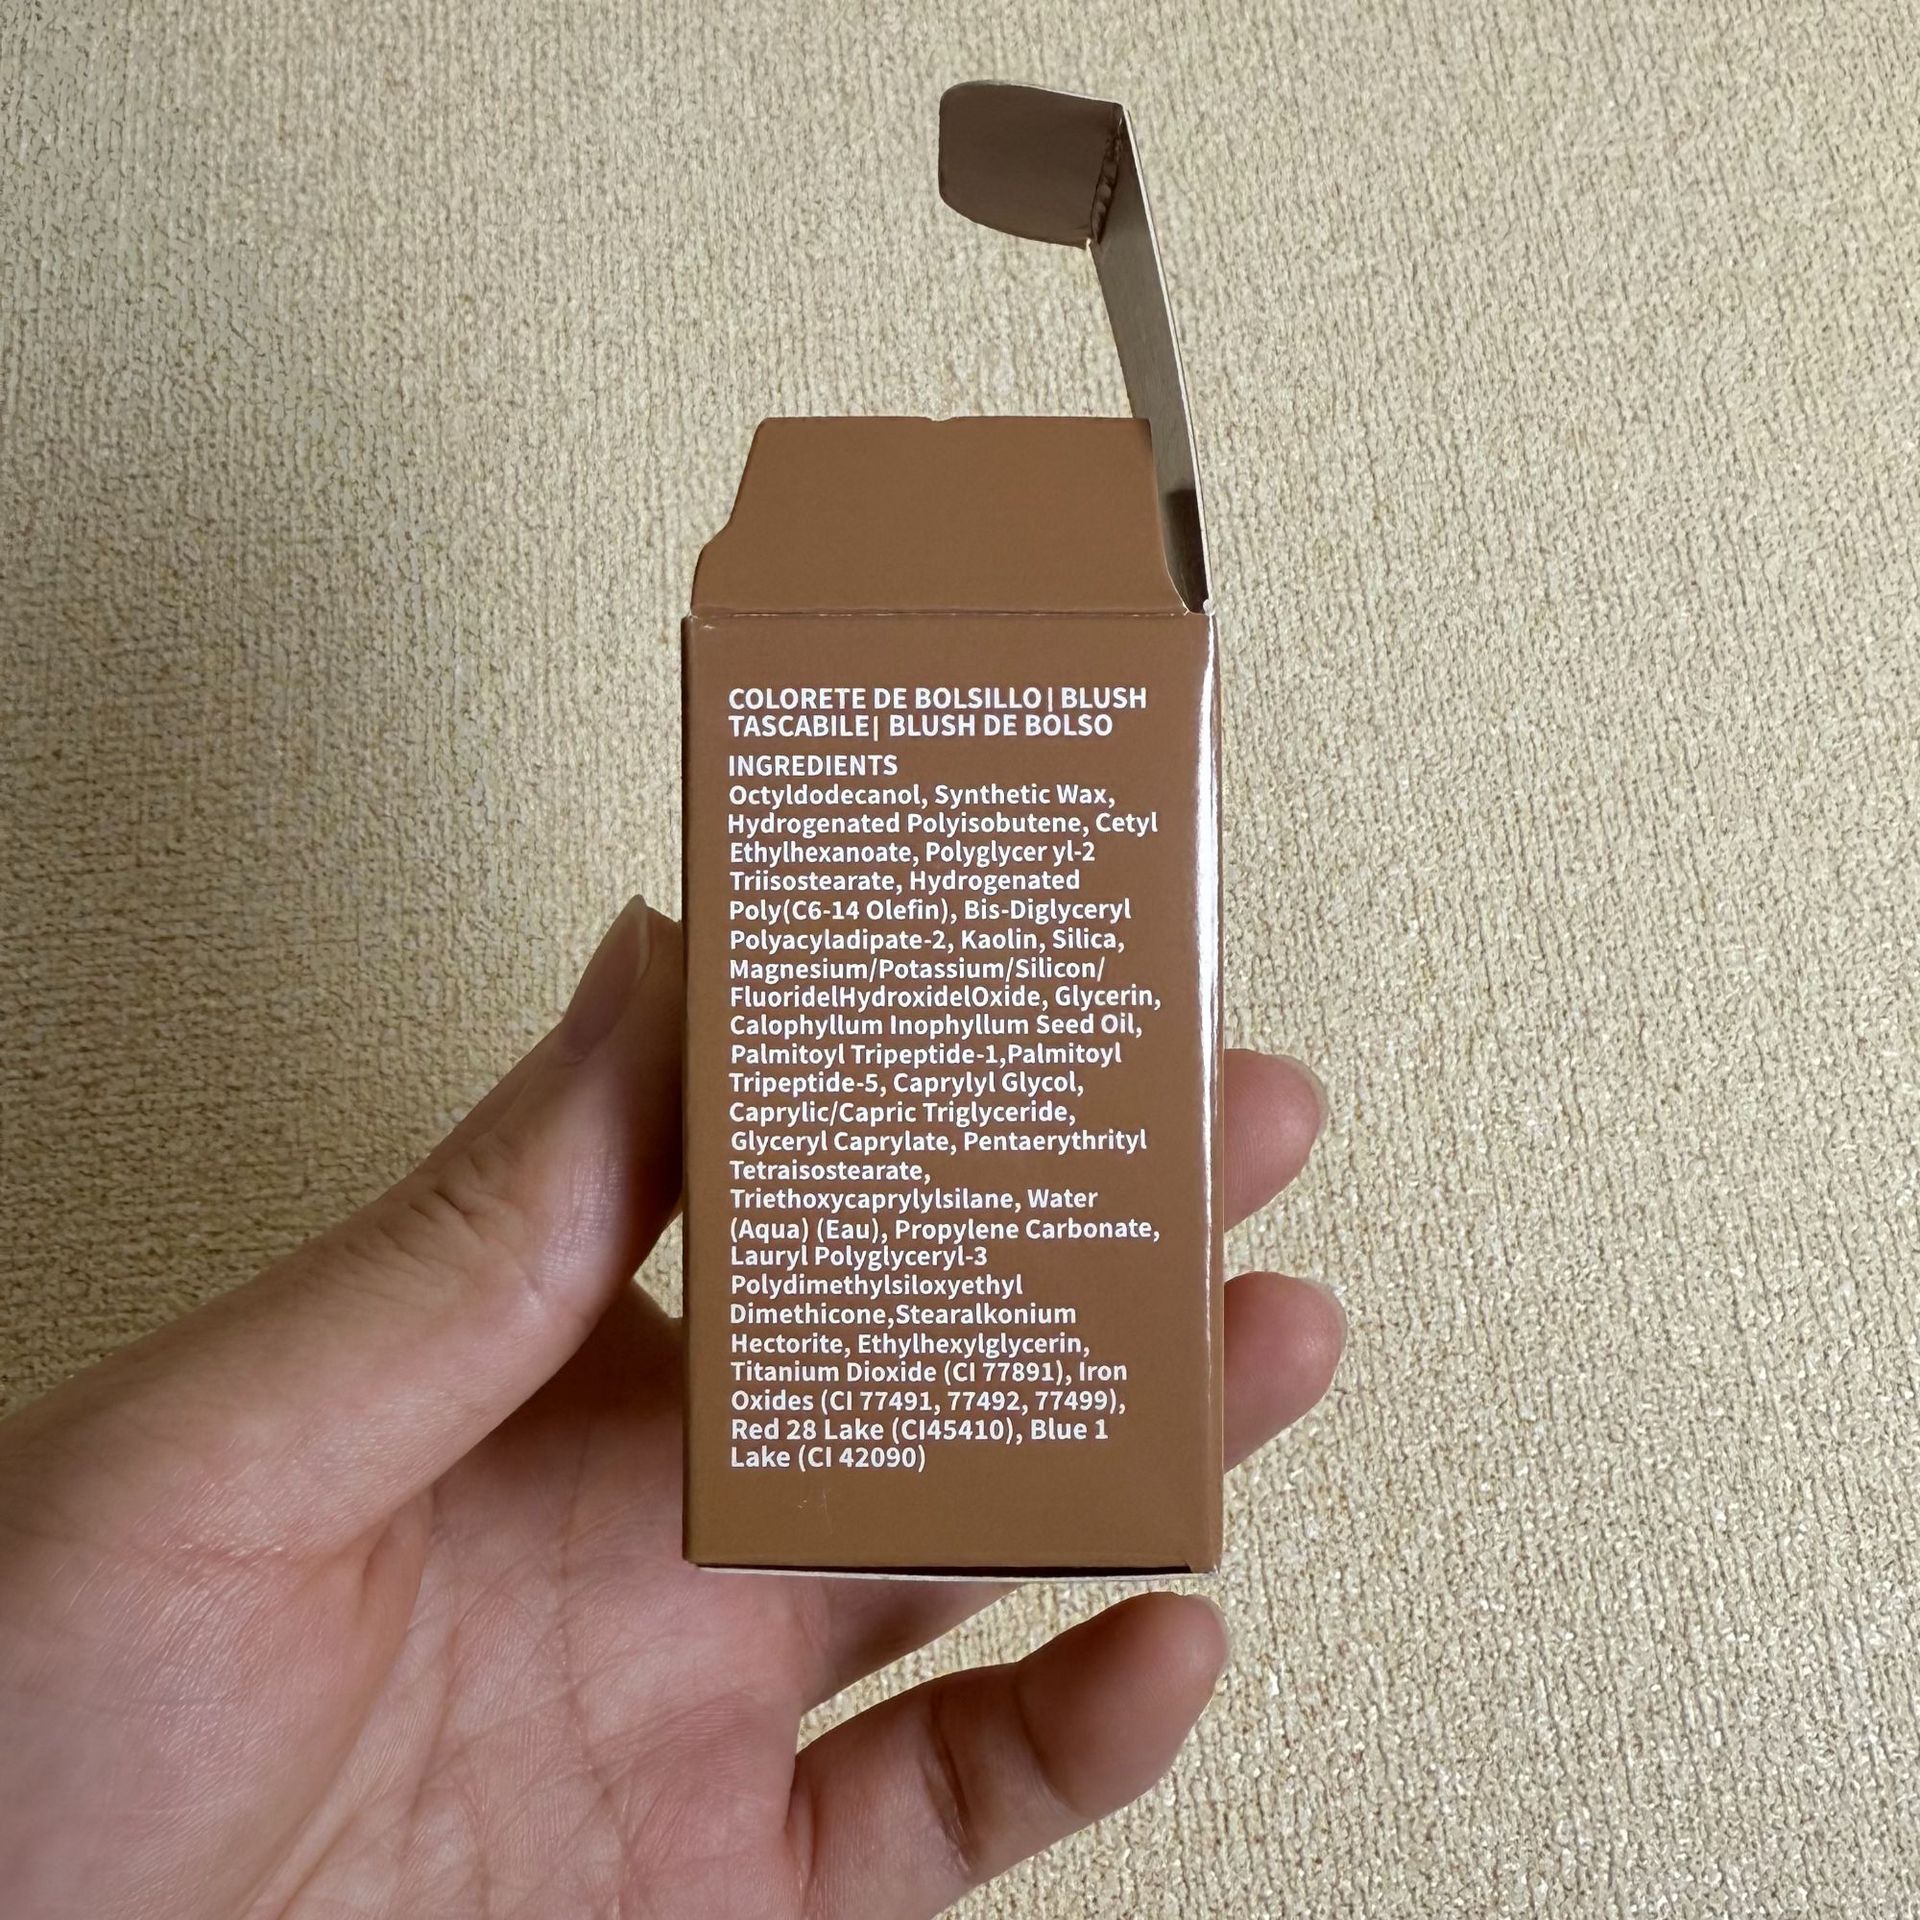 COLORETE DE BOLSILLO | BLUSH
TASCABILE| BLUSH DE BOLSO
INGREDIENTS
Octyldodecanol, Synthetic Wax,
Hydrogenated Polyisobutene, Cetyl
Ethylhexanoate, Polyglycer yl-2
Triisostearate, Hydrogenated
Poly(C6-14 Olefin), Bis-Diglyceryl
Polyacyladipate-2, Kaolin, Silica,
Magnesium/Potassium/Silicon/
FluoridelHydroxidelOxide, Glycerin,
Calophyllum Inophyllum Seed Oil,
Palmitoyl Tripeptide-1,Palmitoyl
Tripeptide-5, Caprylyl Glycol,
Caprylic/Capric Triglyceride,
Glyceryl Caprylate, Pentaerythrityl
Tetraisostearate,
Triethoxycaprylylsilane, Water
(Aqua) (Eau), Propylene Carbonate,
Lauryl Polyglyceryl-3
Polydimethylsiloxyethyl
Dimethicone,Stearalkonium
Hectorite, Ethylhexylglycerin,
Titanium Dioxide (CI 77891), Iron
Oxides (CI 77491, 77492, 77499),
Red 28 Lake (CI45410), Blue 1
Lake (CI 42090)